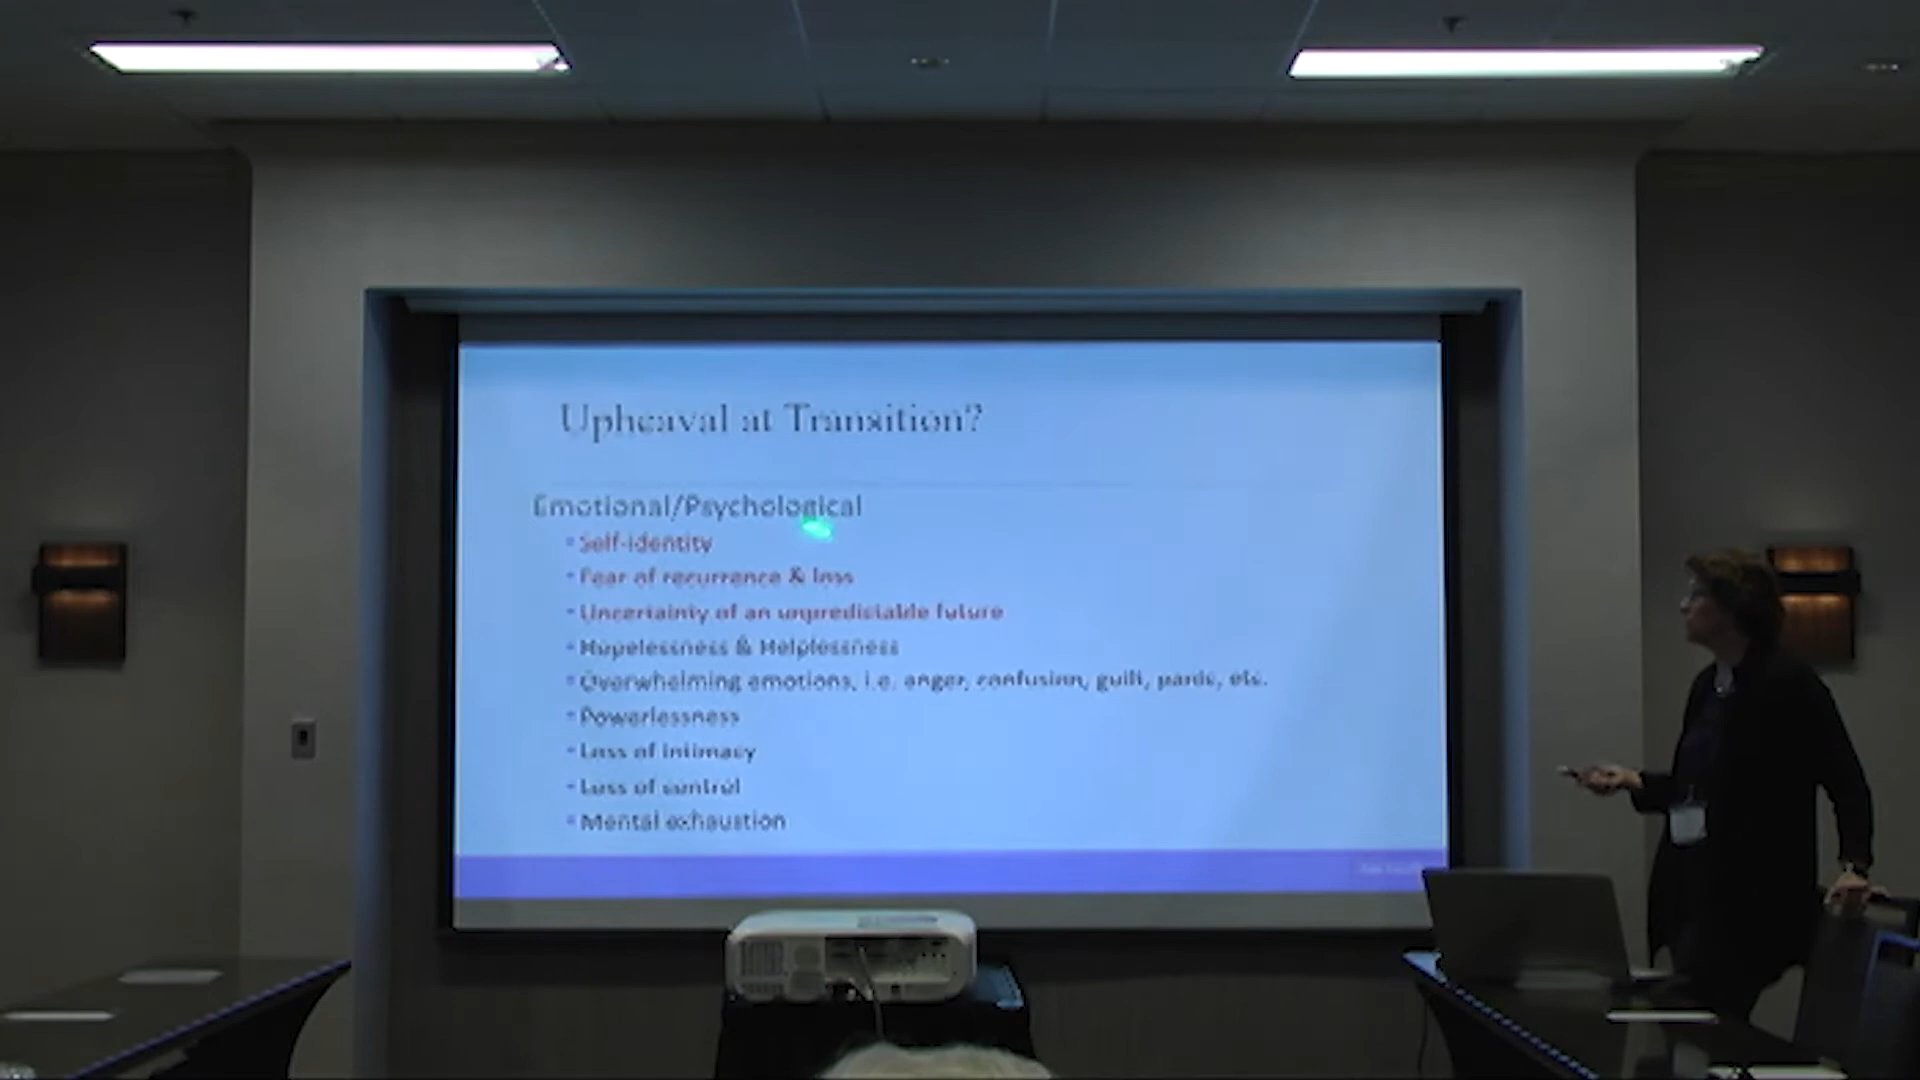 Upheaval at Transition?
Emotional/Psychological
Self-identity
Fear of recurrence & loss
Uncertainty of an unpredictable future
Hopelessness & Helplessness
Overwhelming emotions, i.e. anger, confusion, guilt, panic, etc.
Powerlessness
Loss of intimacy
Loss of control
Mental exhaustion